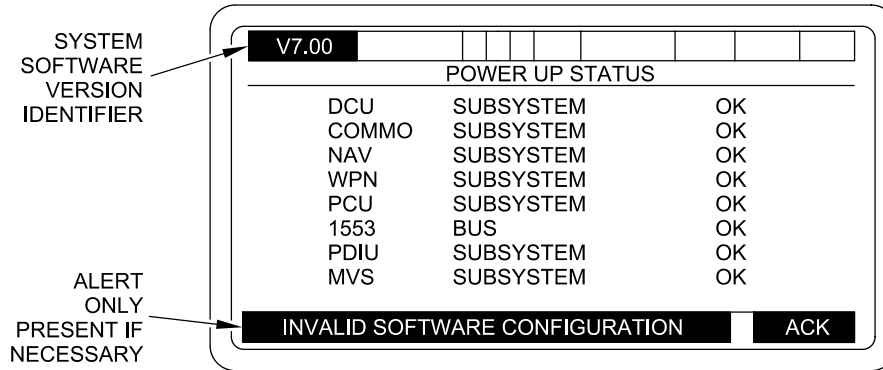 SYSTEM
SOFTWARE
VERSION
IDENTIFIER
V7.00
POWER UP STATUS
DCU SUBSYSTEM OK
COMMO SUBSYSTEM OK
NAV SUBSYSTEM OK
WPN SUBSYSTEM OK
PCU SUBSYSTEM OK
1553 BUS OK
PDIU SUBSYSTEM OK
MVS SUBSYSTEM OK
ALERT
ONLY
PRESENT IF
NECESSARY
INVALID SOFTWARE CONFIGURATION ACK